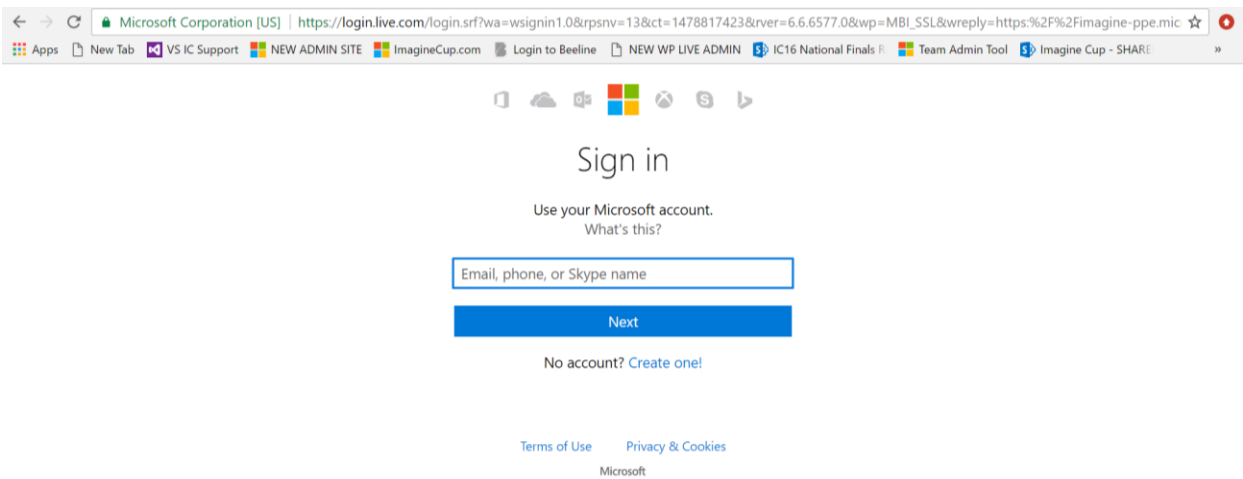 Microsoft Corporation [US] | https://login.live.com/login.srf?wa=wsignin1.0&rpsnv=13&ct=1478817423&rver=6.6.6577.0&wp=MBI_SSL&wreply=https:%2F%2Fimagine-ppe.mic
Apps New Tab VS IC Support NEW ADMIN SITE ImagineCup.com Login to Beeline NEW WP LIVE ADMIN IC16 National Finals R Team Admin Tool Imagine Cup - SHARE »
Sign in
Use your Microsoft account.
What's this?
Email, phone, or Skype name
Next
No account? Create one!
Terms of Use Privacy & Cookies
Microsoft